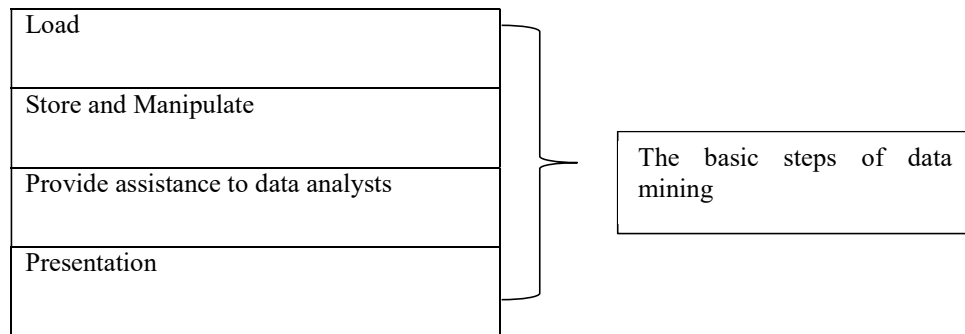 Load
Store and Manipulate
Provide assistance to data analysts
Presentation
The basic steps of data
mining